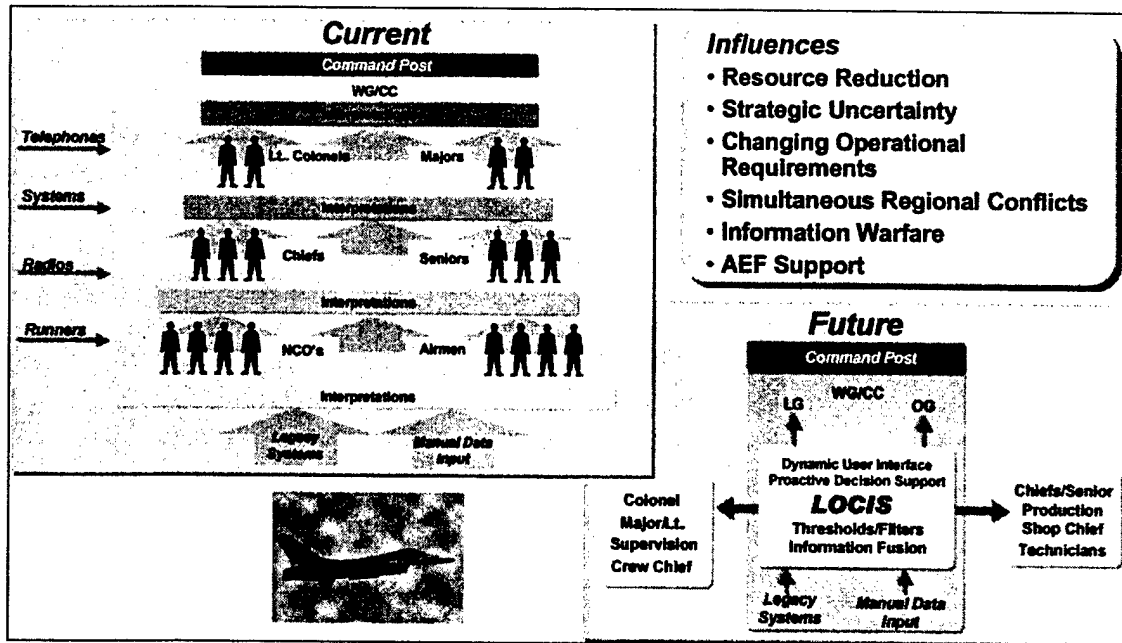 Current
Command Post
WG/CC
Telephones
Lt.. Colonels
Majors
Systems
Interpretations
Chiefs
Seniors
Radios
Interpretations
Runners
NCO's
Airmen
Interpretations
Legacy
Systems
Manual Data
Input
Influences
• Resource Reduction
• Strategic Uncertainty
• Changing Operational
Requirements
• Simultaneous Regional Conflicts
• Information Warfare
• AEF Support
Future
Command Post
WG/CC
LG
OG
Dynamic User Interface
Proactive Decision Support
LOCIS
Thresholds/Filters
Information Fusion
Colonel
Major/Lt.
Supervision
Crew Chief
Chiefs/Senior
Production
Shop Chief
Technicians
Legacy
Systems
Manual Data
Input